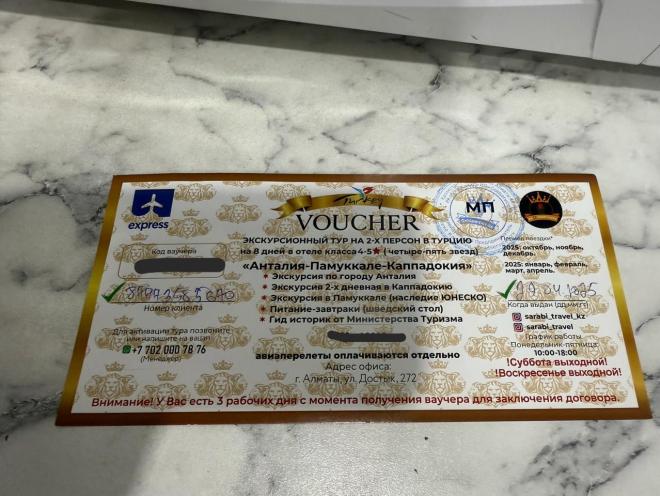 Turkey
VOUCHER
МП
express
ЭКСКУРСИОННЫЙ ТУР НА 2-Х ПЕРСОН В ТУРЦИЮ
на 8 дней в отеле класса 4-5★ (четыре-пять звезд)
«Анталия-Памуккале-Каппадокия»
Экскурсия по городу Анталия
Экскурсия 2-х дневная в Каппадокию
Экскурсия в Памуккале (наследие ЮНЕСКО)
Питание-завтраки (шведский стол)
Гид историк от Министерства Туризма
авиаперелеты оплачиваются отдельно
Адрес офиса:
г. Алматы, ул. Достык, 272
Код ваучера
Номер клиента
Для активации тура позвоните
или напишите на ватцап
+7 702 000 78 76
(Менеджер)
2025: октябрь, ноябрь,
декабрь.
2025: январь, февраль,
март, апрель.
Когда выдан (дд.мм.гг)
sarabi_travel_kz
sarabi_travel
График работы
Понедельник-пятница:
10:00-18:00
!Суббота выходной!
!Воскресенье выходной!
Внимание! У Вас есть 3 рабочих дня с момента получения ваучера для заключения договора.